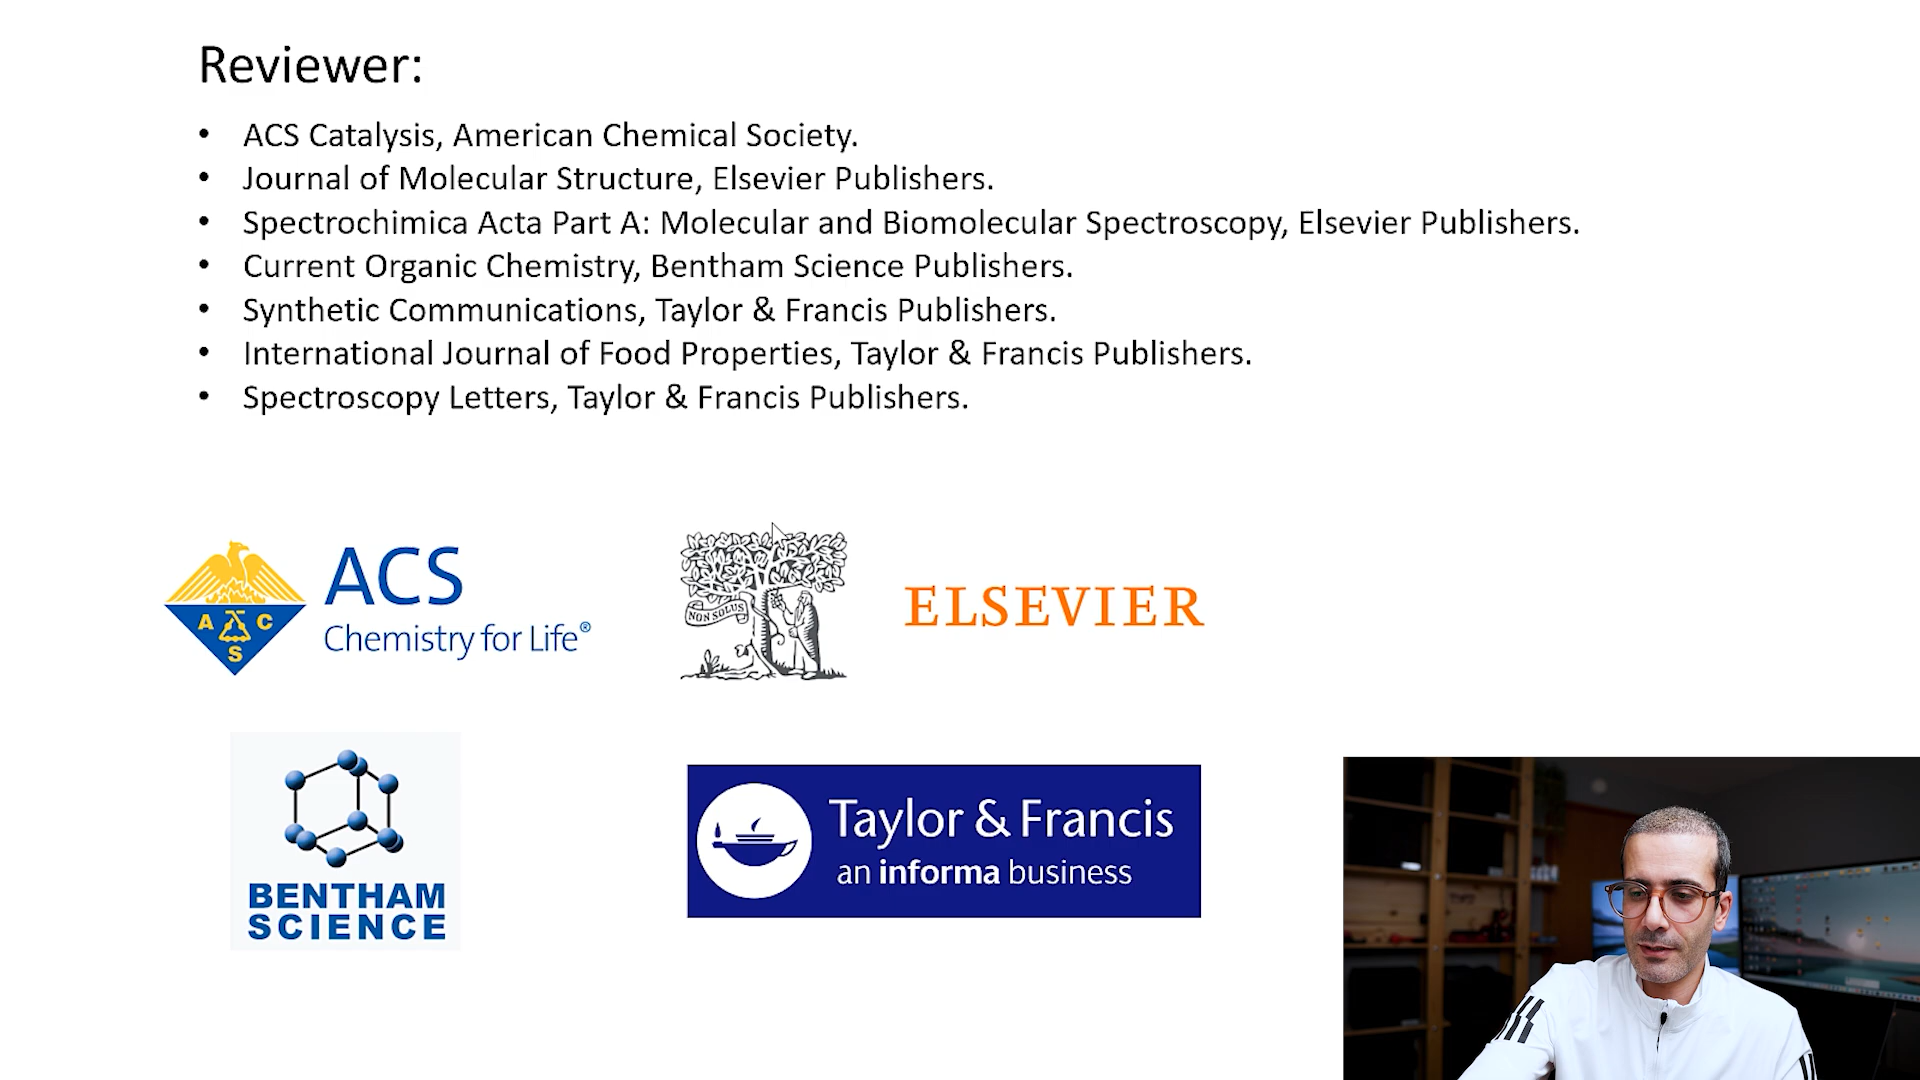 Reviewer:
• ACS Catalysis, American Chemical Society.
• Journal of Molecular Structure, Elsevier Publishers.
• Spectrochimica Acta Part A: Molecular and Biomolecular Spectroscopy, Elsevier Publishers.
• Current Organic Chemistry, Bentham Science Publishers.
• Synthetic Communications, Taylor & Francis Publishers.
• International Journal of Food Properties, Taylor & Francis Publishers.
• Spectroscopy Letters, Taylor & Francis Publishers.
A C S
ACS
Chemistry for Life®
NON SOLUS
ELSEVIER
BENTHAM
SCIENCE
Taylor & Francis
an informa business